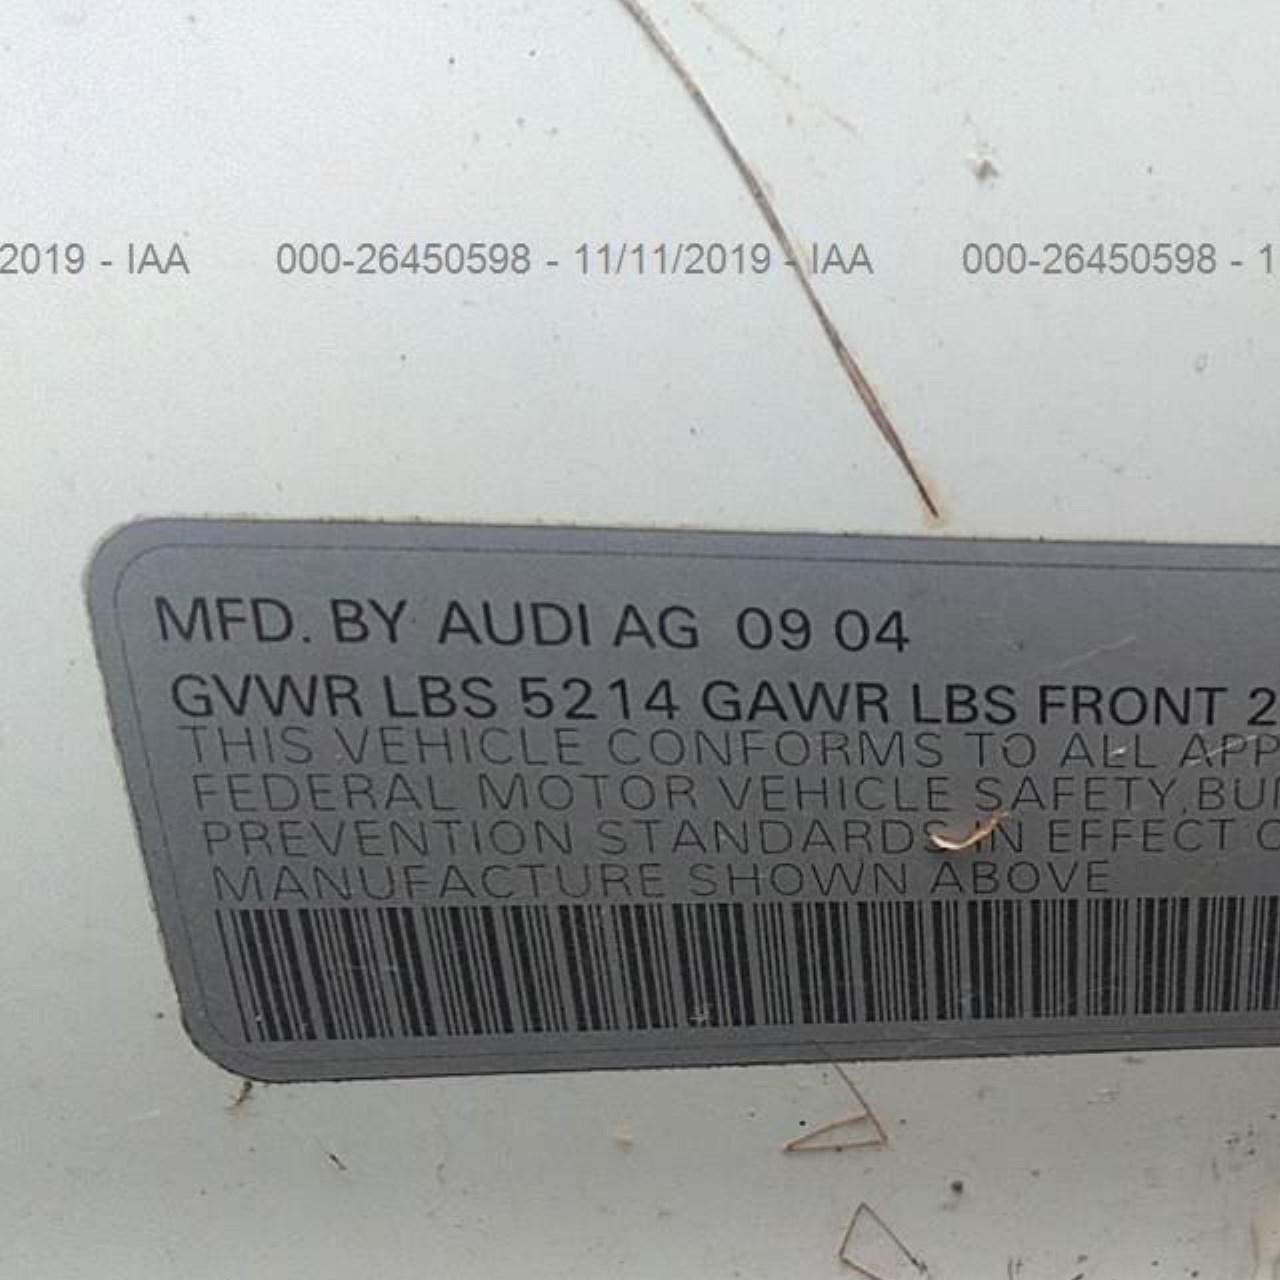 2019 - IAA 000-26450598 - 11/11/2019 - IAA 000-26450598 - 1
MFD. BY AUDI AG 09 04
GVWR LBS 5214 GAWR LBS FRONT 2
THIS VEHICLE CONFORMS TO ALL APP
FEDERAL MOTOR VEHICLE SAFETY, BUI
PREVENTION STANDARDS IN EFFECT O
MANUFACTURE SHOWN ABOVE